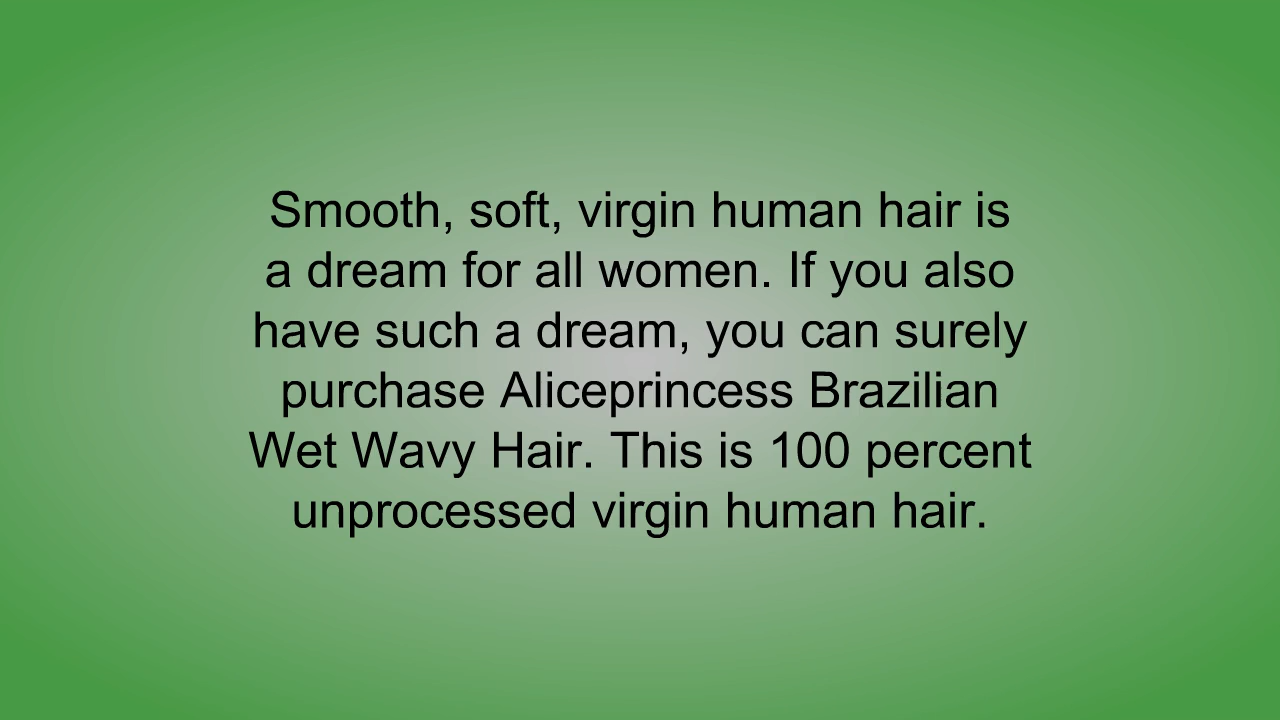 Smooth, soft, virgin human hair is
a dream for all women. If you also
have such a dream, you can surely
purchase Aliceprincess Brazilian
Wet Wavy Hair. This is 100 percent
unprocessed virgin human hair.